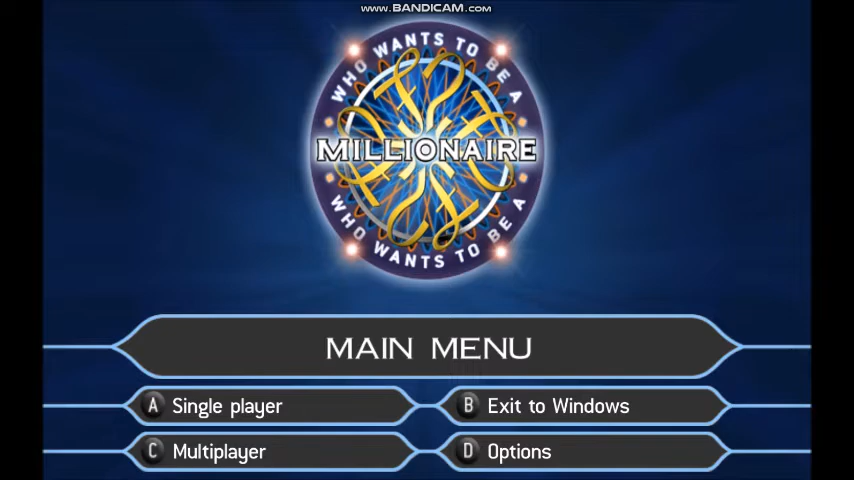 www.BANDICAM.com
WHO WANTS TO BE A
MILLIONAIRE
WHO WANTS TO BE A
MAIN MENU
A Single player
B Exit to Windows
C Multiplayer
D Options